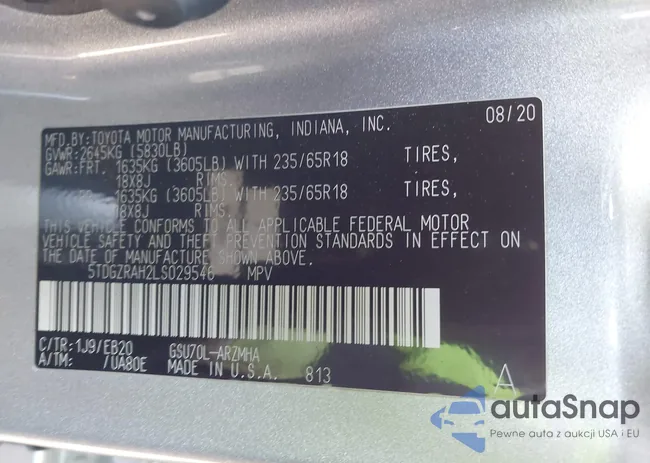 MFD.BY:TOYOTA MOTOR MANUFACTURING, INDIANA, INC. 08/20
GVWR:2645KG (5830LB)
GAWR:FRT. 1635KG (3605LB) WITH 235/65R18 TIRES,
18X8J RIMS.
1635KG (3605LB) WITH 235/65R18 TIRES,
18X8J RIMS.
THIS VEHICLE CONFORMS TO ALL APPLICABLE FEDERAL MOTOR
VEHICLE SAFETY AND THEFT PREVENTION STANDARDS IN EFFECT ON
THE DATE OF MANUFACTURE SHOWN ABOVE.
5TDGZRAH2LS029546 MPV
C/TR: 1J9/EB20 GSU70L-ARZMHA
A/TM: /UA80E MADE IN U.S.A. 813 A
autaSnap
Pewne auta z aukcji USA i EU